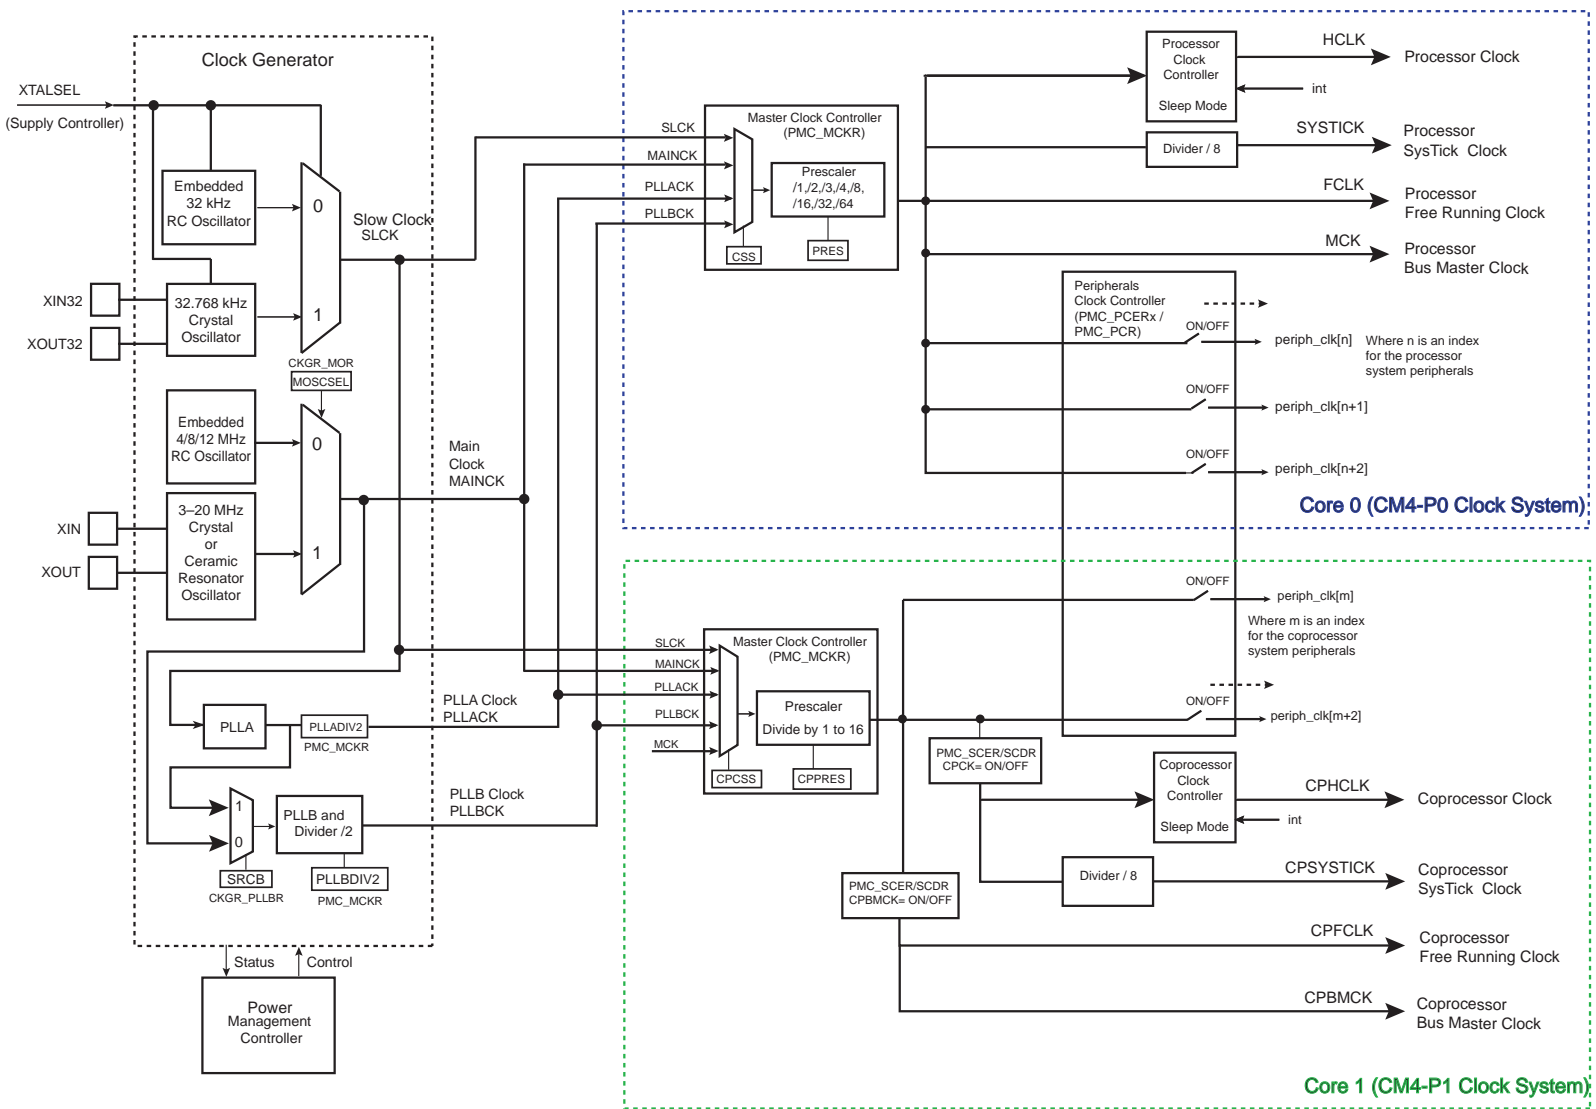 Clock Generator
XTALSEL
(Supply Controller)
Embedded
32 kHz
RC Oscillator
0
Slow Clock
SLCK
XIN32
XOUT32
32.768 kHz
Crystal
Oscillator
1
CKGR_MOR
MOSCSEL
Embedded
4/8/12 MHz
RC Oscillator
0
Main
Clock
MAINCK
XIN
XOUT
3–20 MHz
Crystal
or
Ceramic
Resonator
Oscillator
1
PLLA
PLLADIV2
PMC_MCKR
PLLA Clock
PLLACK
1
0
PLLB and
Divider /2
PLLB Clock
PLLBCK
SRCB
CKGR_PLLBR
PLLBDIV2
PMC_MCKR
Status
Control
Power
Management
Controller
SLCK
MAINCK
PLLACK
PLLBCK
Master Clock Controller
(PMC_MCKR)
Prescaler
/1,/2,/3,/4,/8,
/16,/32,/64
CSS
PRES
Processor
Clock
Controller
Sleep Mode
HCLK
Processor Clock
int
Divider / 8
SYSTICK
Processor
SysTick Clock
FCLK
Processor
Free Running Clock
MCK
Processor
Bus Master Clock
Peripherals
Clock Controller
(PMC_PCERx /
PMC_PCR)
ON/OFF
periph_clk[n]
Where n is an index
for the processor
system peripherals
ON/OFF
periph_clk[n+1]
ON/OFF
periph_clk[n+2]
Core 0 (CM4-P0 Clock System)
SLCK
MAINCK
PLLACK
PLLBCK
MCK
Master Clock Controller
(PMC_MCKR)
Prescaler
Divide by 1 to 16
CPCSS
CPPRES
ON/OFF
periph_clk[m]
Where m is an index
for the coprocessor
system peripherals
ON/OFF
periph_clk[m+2]
PMC_SCER/SCDR
CPCK= ON/OFF
Coprocessor
Clock
Controller
Sleep Mode
CPHCLK
Coprocessor Clock
int
Divider / 8
CPSYSTICK
Coprocessor
SysTick Clock
PMC_SCER/SCDR
CPBMCK= ON/OFF
CPFCLK
Coprocessor
Free Running Clock
CPBMCK
Coprocessor
Bus Master Clock
Core 1 (CM4-P1 Clock System)